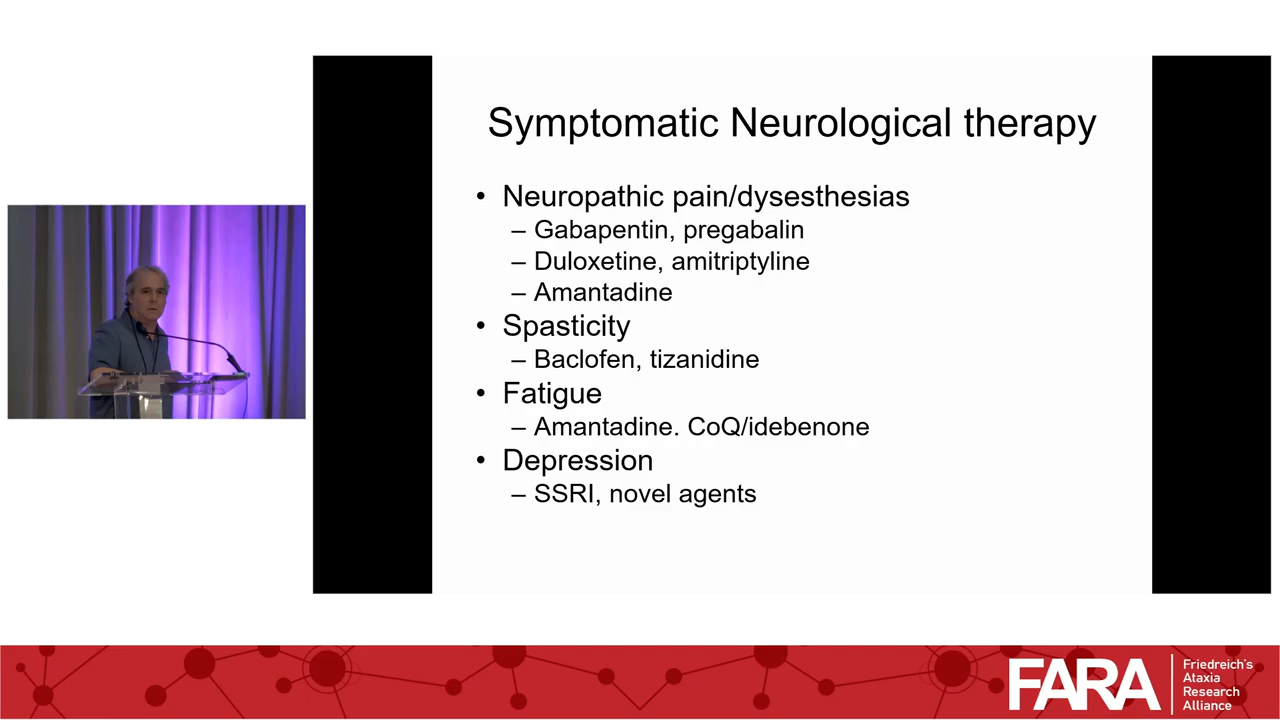 Symptomatic Neurological therapy
• Neuropathic pain/dysesthesias
– Gabapentin, pregabalin
– Duloxetine, amitriptyline
– Amantadine
• Spasticity
– Baclofen, tizanidine
• Fatigue
– Amantadine. CoQ/idebenone
• Depression
– SSRI, novel agents
FARA
Friedreich's
Ataxia
Research
Alliance